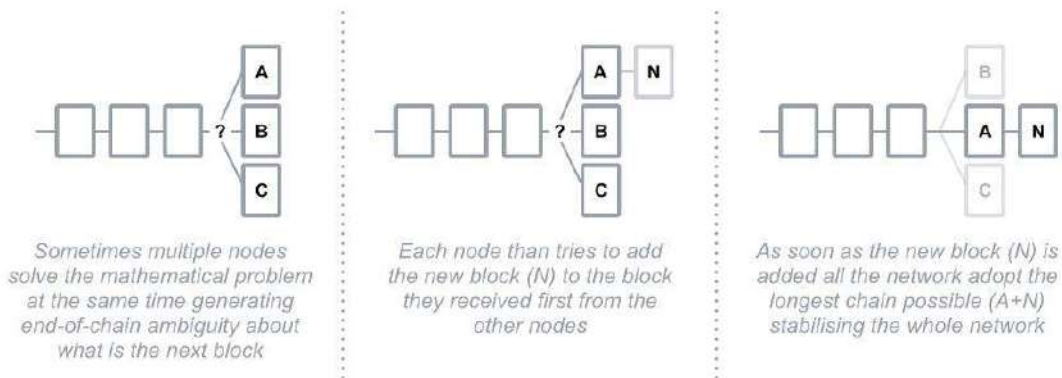 A
? B
C
Sometimes multiple nodes
solve the mathematical problem
at the same time generating
end-of-chain ambiguity about
what is the next block
A N
? B
C
Each node than tries to add
the new block (N) to the block
they received first from the
other nodes
B
A N
C
As soon as the new block (N) is
added all the network adopt the
longest chain possible (A+N)
stabilising the whole network